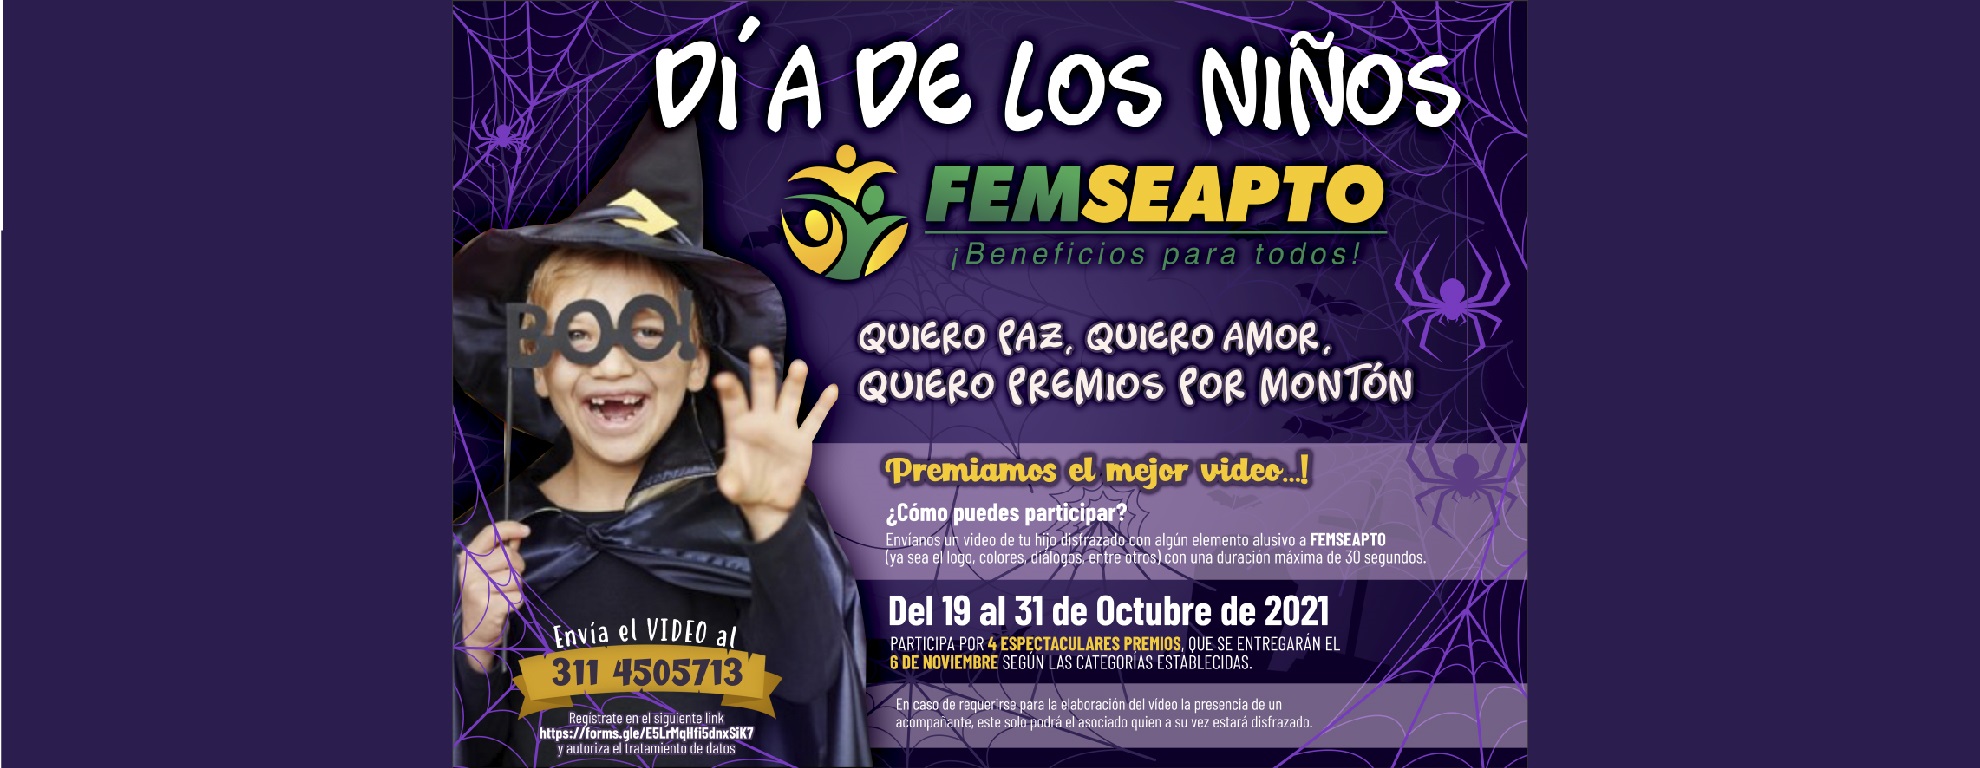 DÍA DE LOS NIÑOS
FEMSEAPTO
¡Beneficios para todos!
BOO!
QUIERO PAZ, QUIERO AMOR,
QUIERO PREMIOS POR MONTÓN
Premiamos el mejor video...!
¿Cómo puedes participar?
Envíanos un video de tu hijo disfrazado con algún elemento alusivo a FEMSEAPTO
(ya sea el logo, colores, diálogos, entre otros) con una duración máxima de 30 segundos.
Del 19 al 31 de Octubre de 2021
PARTICIPA POR 4 ESPECTACULARES PREMIOS, QUE SE ENTREGARÁN EL
6 DE NOVIEMBRE SEGÚN LAS CATEGORÍAS ESTABLECIDAS.
En caso de requerirse para la elaboración del vídeo la presencia de un
acompañante, este solo podrá el asociado quien a su vez estará disfrazado.
Envía el VIDEO al
311 4505713
Regístrate en el siguiente link
https://forms.gle/E5LrMqHfi5dnxSiK7
y autoriza el tratamiento de datos